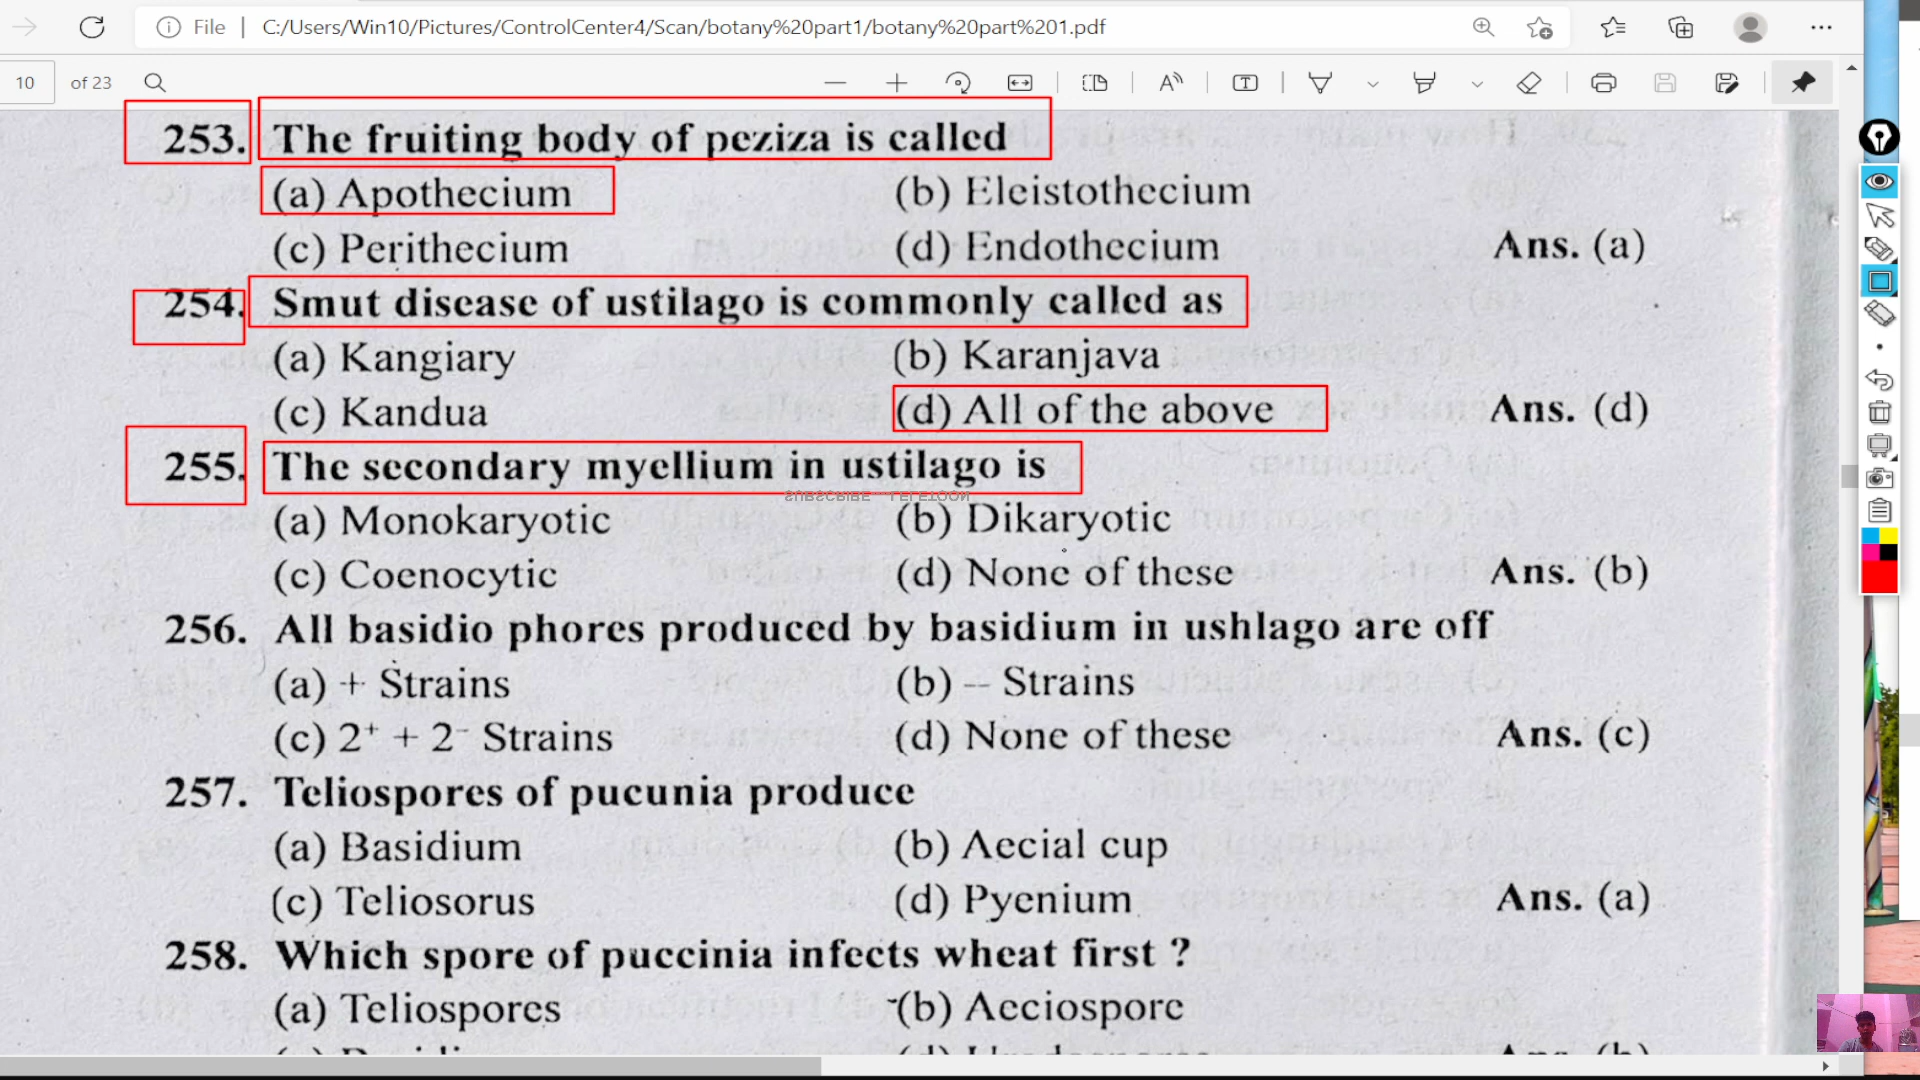 File | C:/Users/Win10/Pictures/ControlCenter4/Scan/botany%20part1/botany%20part%201.pdf
10 of 23
253. The fruiting body of peziza is called
(a) Apothecium (b) Eleistothecium
(c) Perithecium (d) Endothecium Ans. (a)
254. Smut disease of ustilago is commonly called as
(a) Kangiary (b) Karanjava
(c) Kandua (d) All of the above Ans. (d)
255. The secondary myellium in ustilago is
(a) Monokaryotic (b) Dikaryotic
(c) Coenocytic (d) None of these Ans. (b)
256. All basidio phores produced by basidium in ushlago are off
(a) + Strains (b) – Strains
(c) 2⁺ + 2⁻ Strains (d) None of these Ans. (c)
257. Teliospores of pucunia produce
(a) Basidium (b) Aecial cup
(c) Teliosorus (d) Pyenium Ans. (a)
258. Which spore of puccinia infects wheat first ?
(a) Teliospores (b) Aeciospore